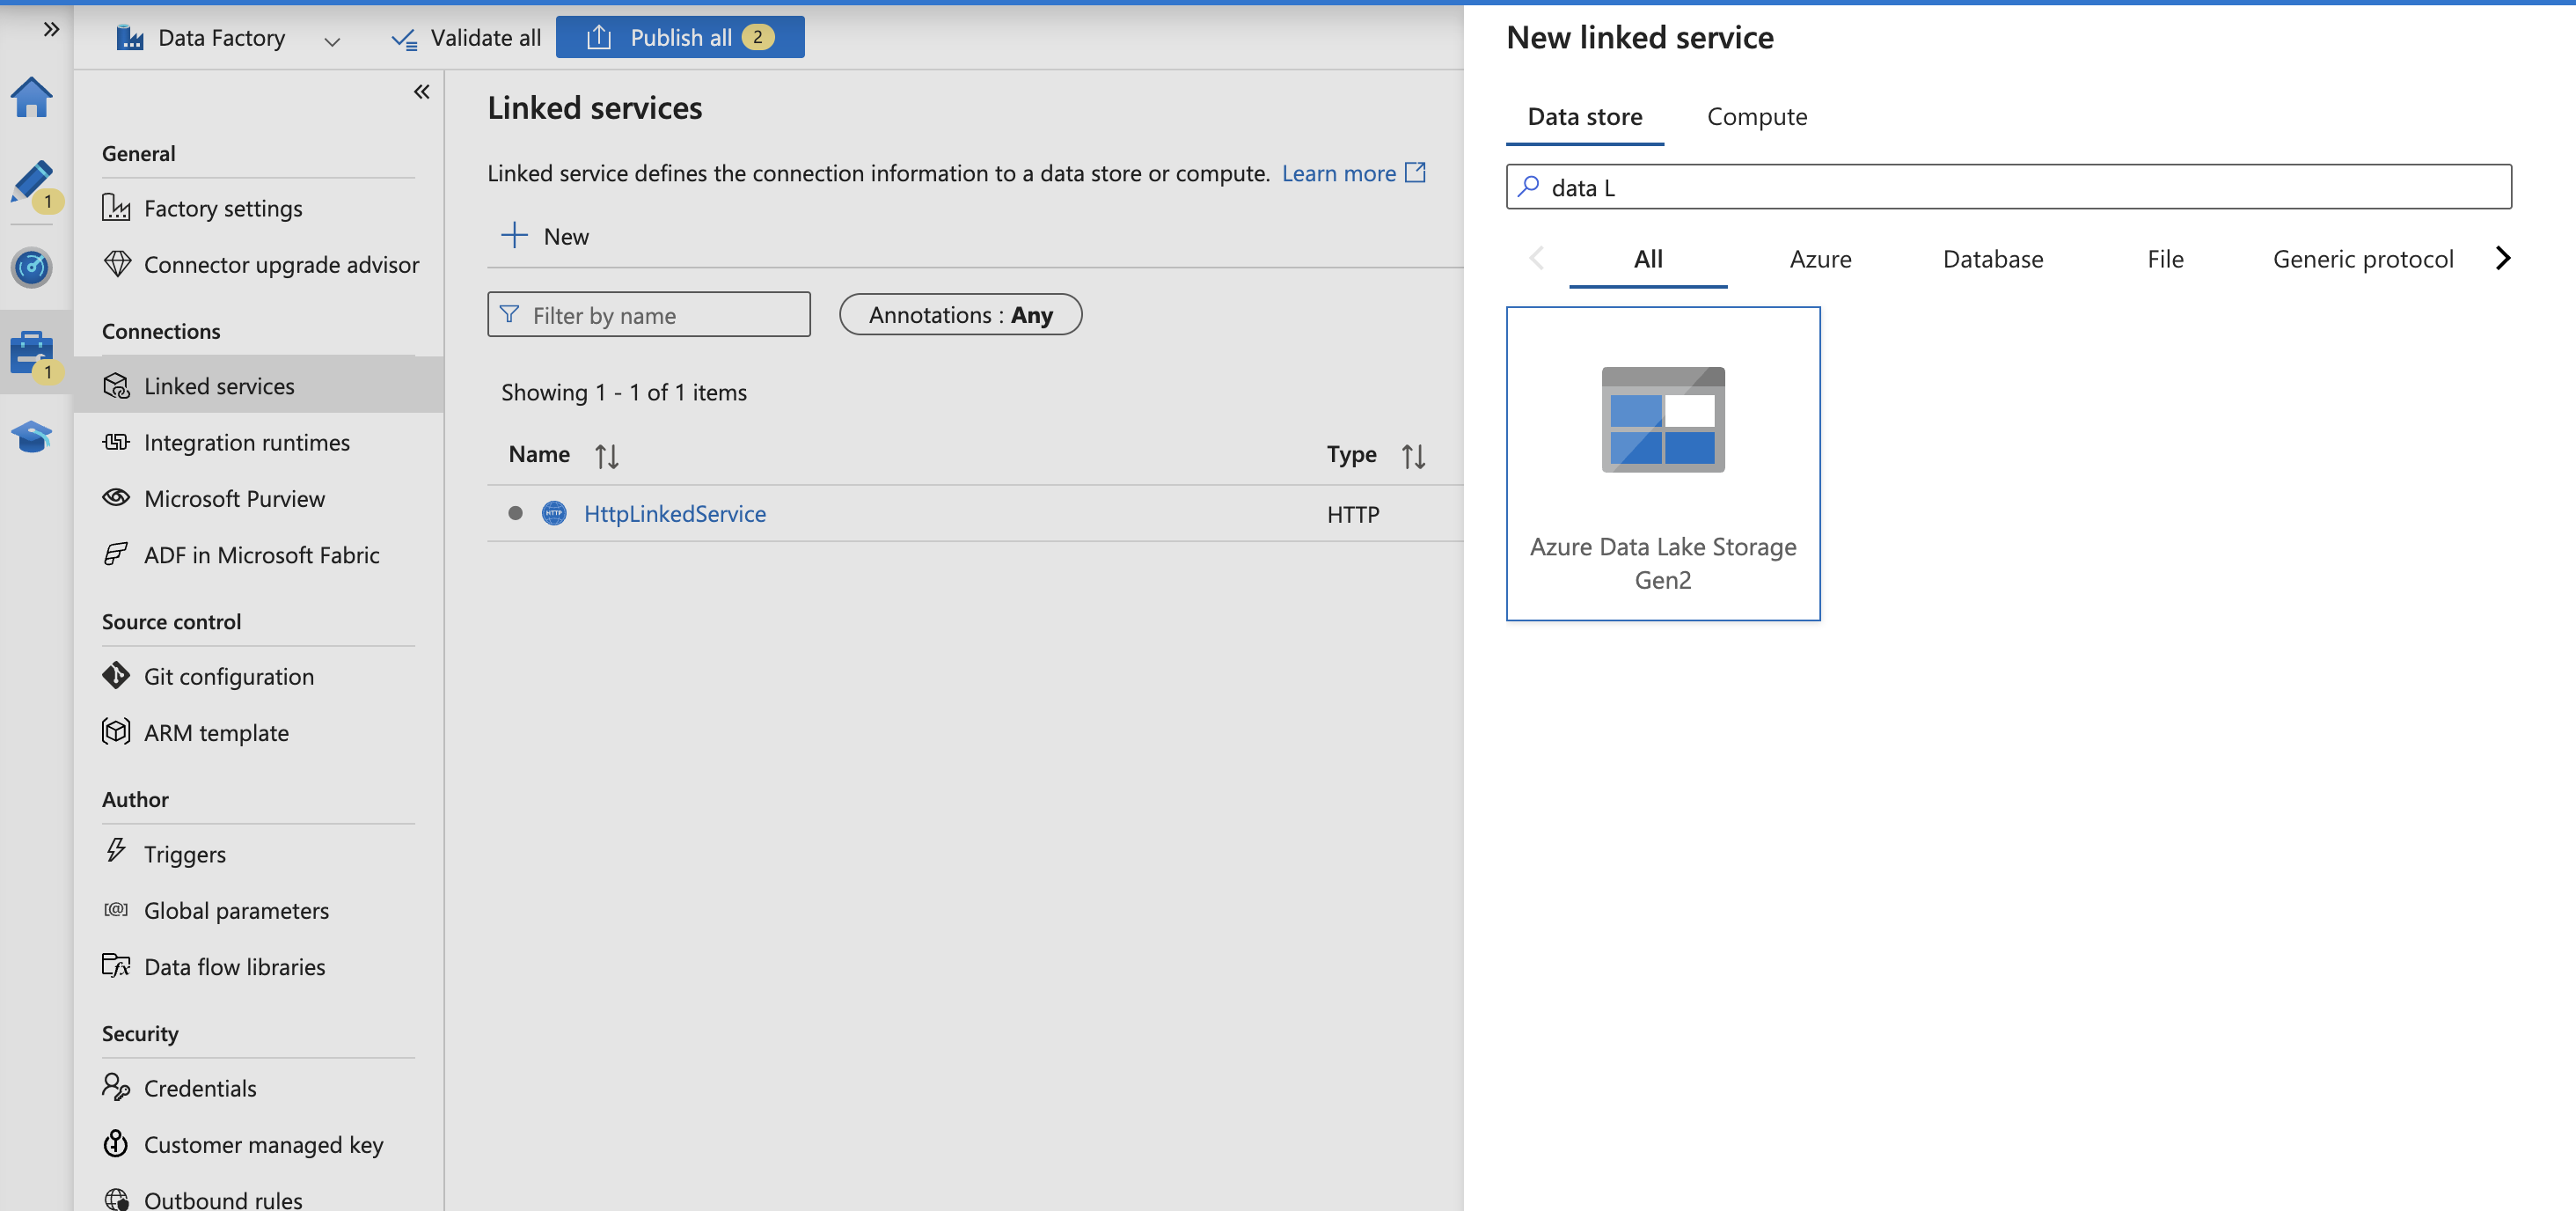 Data Factory
Validate all
Publish all 2
1
1
General
Factory settings
Connector upgrade advisor
Connections
Linked services
Integration runtimes
Microsoft Purview
ADF in Microsoft Fabric
Source control
Git configuration
ARM template
Author
Triggers
Global parameters
Data flow libraries
Security
Credentials
Customer managed key
Outbound rules
Linked services
Linked service defines the connection information to a data store or compute. Learn more
New
Filter by name
Annotations : Any
Showing 1 - 1 of 1 items
Name Type
HTTP HttpLinkedService HTTP
New linked service
Data store Compute
data L
All Azure Database File Generic protocol
Azure Data Lake Storage
Gen2